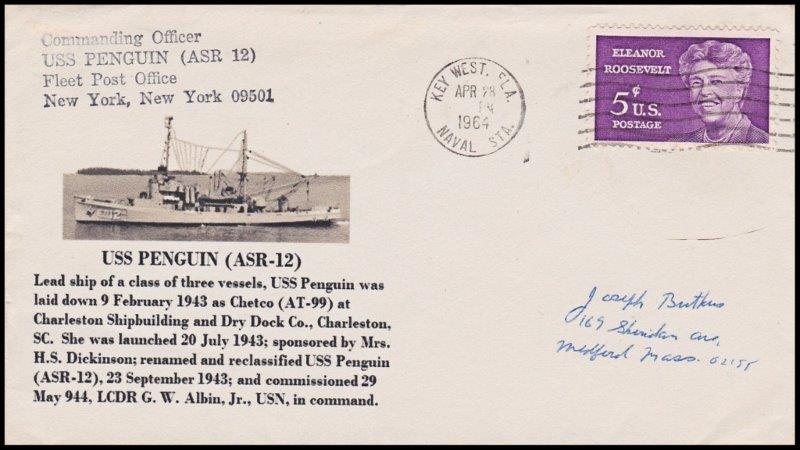 Commanding Officer
USS PENGUIN (ASR 12)
Fleet Post Office
New York, New York 09501
KEY WEST, FLA.
APR 28
PM
1964
NAVAL STA.
ELEANOR
ROOSEVELT
5¢ U.S.
POSTAGE
USS PENGUIN (ASR-12)
Lead ship of a class of three vessels, USS Penguin was
laid down 9 February 1943 as Chetco (AT-99) at
Charleston Shipbuilding and Dry Dock Co., Charleston,
SC. She was launched 20 July 1943; sponsored by Mrs.
H.S. Dickinson; renamed and reclassified USS Penguin
(ASR-12), 23 September 1943; and commissioned 29
May 944, LCDR G. W. Albin, Jr., USN, in command.
Joseph Butkus
169 Sheridan Ave,
Medford Mass. 02155